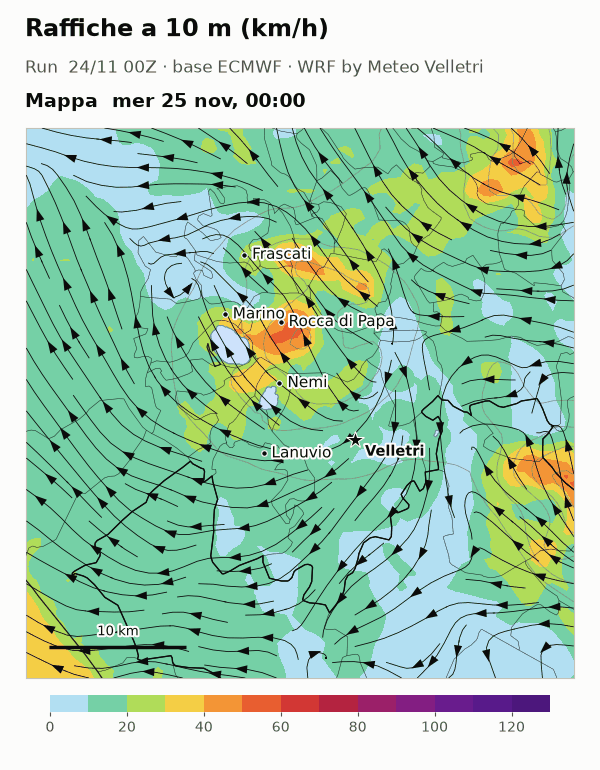 Raffiche a 10 m (km/h)
Run  24/11 00Z · base ECMWF · WRF by Meteo Velletri
Mappa  mer 25 nov, 00:00
Frascati
Marino
Rocca di Papa
Nemi
Velletri
Lanuvio
10 km
0 20 40 60 80 100 120